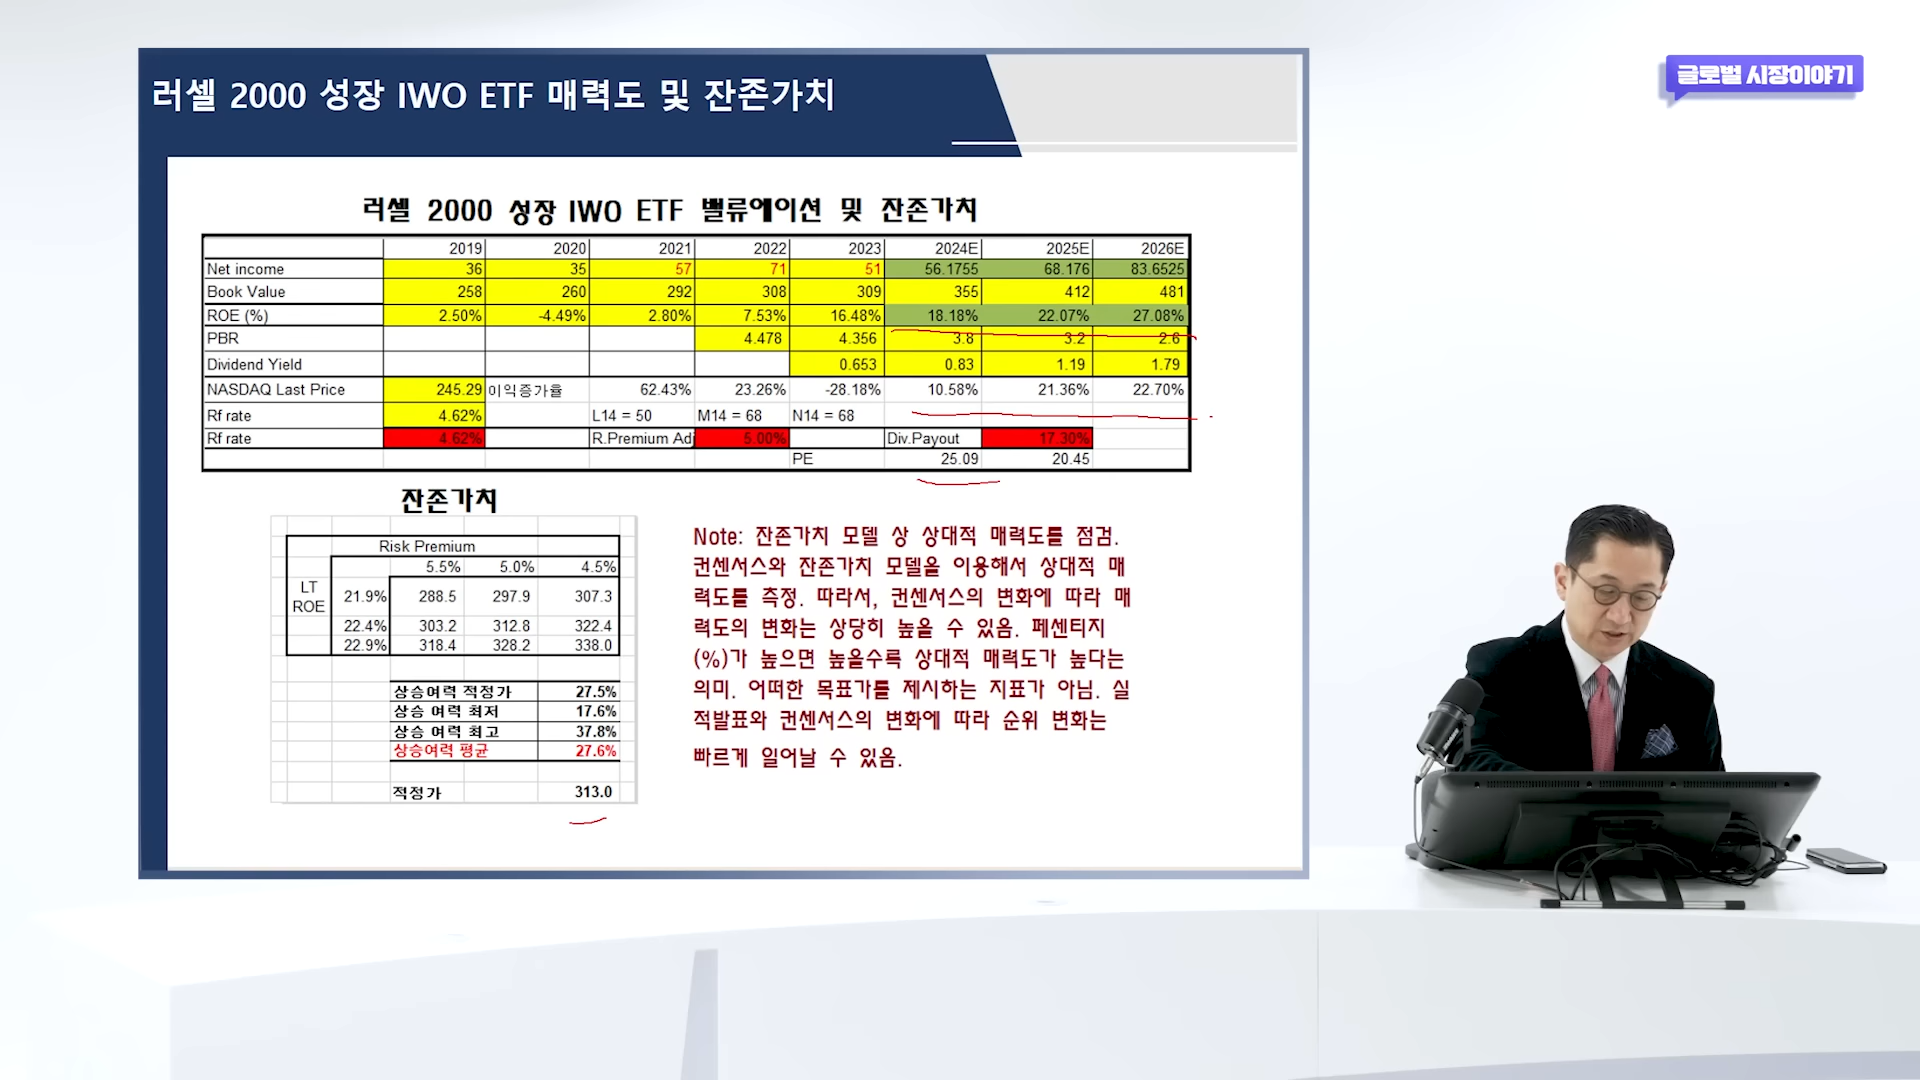 글로벌 시장이야기
러셀 2000 성장 IWO ETF 매력도 및 잔존가치
러셀 2000 성장 IWO ETF 밸류에이션 및 잔존가치
2019 2020 2021 2022 2023 2024E 2025E 2026E
Net income 36 35 57 71 51 56.1755 68.176 83.6525
Book Value 258 260 292 308 309 355 412 481
ROE (%) 2.50% -4.49% 2.80% 7.53% 16.48% 18.18% 22.07% 27.08%
PBR 4.478 4.356 3.8 3.2 2.6
Dividend Yield 0.653 0.83 1.19 1.79
NASDAQ Last Price 245.29 이익증가율 62.43% 23.26% -28.18% 10.58% 21.36% 22.70%
Rf rate 4.62% L14 = 50 M14 = 68 N14 = 68
Rf rate 4.62% R.Premium Adj 5.00% Div.Payout 17.30%
PE 25.09 20.45
잔존가치
Risk Premium
5.5% 5.0% 4.5%
LT ROE
21.9% 288.5 297.9 307.3
22.4% 303.2 312.8 322.4
22.9% 318.4 328.2 338.0
상승여력 적정가 27.5%
상승 여력 최저 17.6%
상승 여력 최고 37.8%
상승여력 평균 27.6%
적정가 313.0
Note: 잔존가치 모델 상 상대적 매력도를 점검.
컨센서스와 잔존가치 모델을 이용해서 상대적 매
력도를 측정. 따라서, 컨센서스의 변화에 따라 매
력도의 변화는 상당히 높을 수 있음. 페센티지
(%)가 높으면 높을수록 상대적 매력도가 높다는
의미. 어떠한 목표가를 제시하는 지표가 아님. 실
적발표와 컨센서스의 변화에 따라 순위 변화는
빠르게 일어날 수 있음.